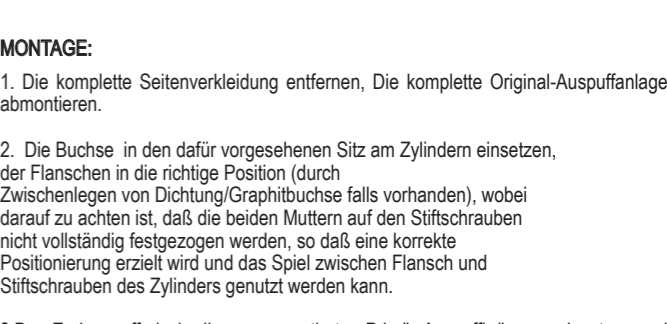 MONTAGE:
1. Die komplette Seitenverkleidung entfernen, Die komplette Original-Auspuffanlage
abmontieren.
2. Die Buchse in den dafür vorgesehenen Sitz am Zylindern einsetzen,
der Flanschen in die richtige Position (durch
Zwischenlegen von Dichtung/Graphitbuchse falls vorhanden), wobei
darauf zu achten ist, daß die beiden Muttern auf den Stiftschrauben
nicht vollständig festgezogen werden, so daß eine korrekte
Positionierung erzielt wird und das Spiel zwischen Flansch und
Stiftschrauben des Zylinders genutzt werden kann.